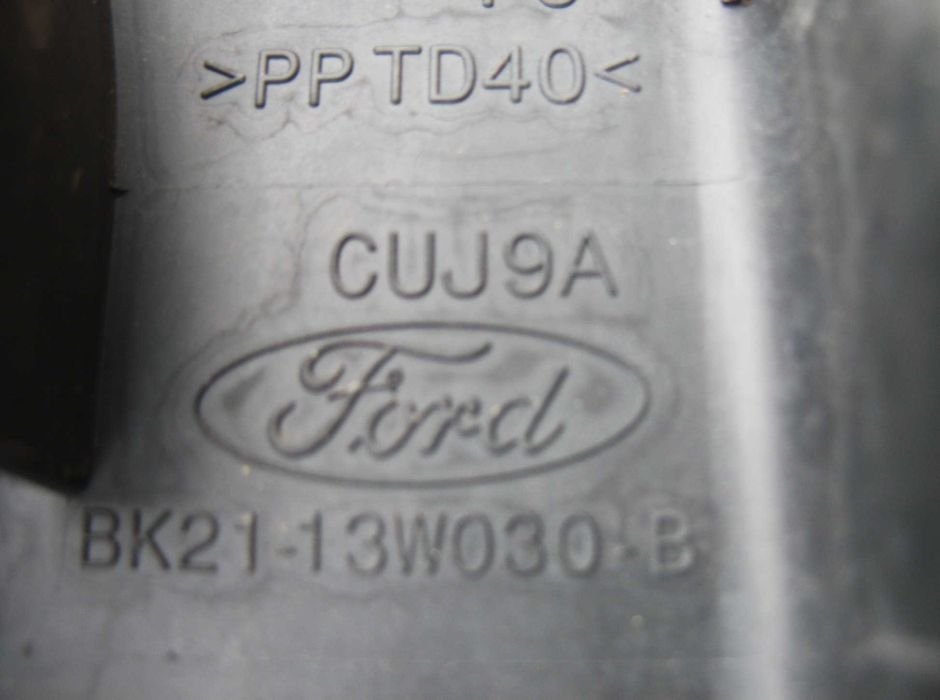 >PP TD40<
CUJ9A
Ford
BK21-13W030-B